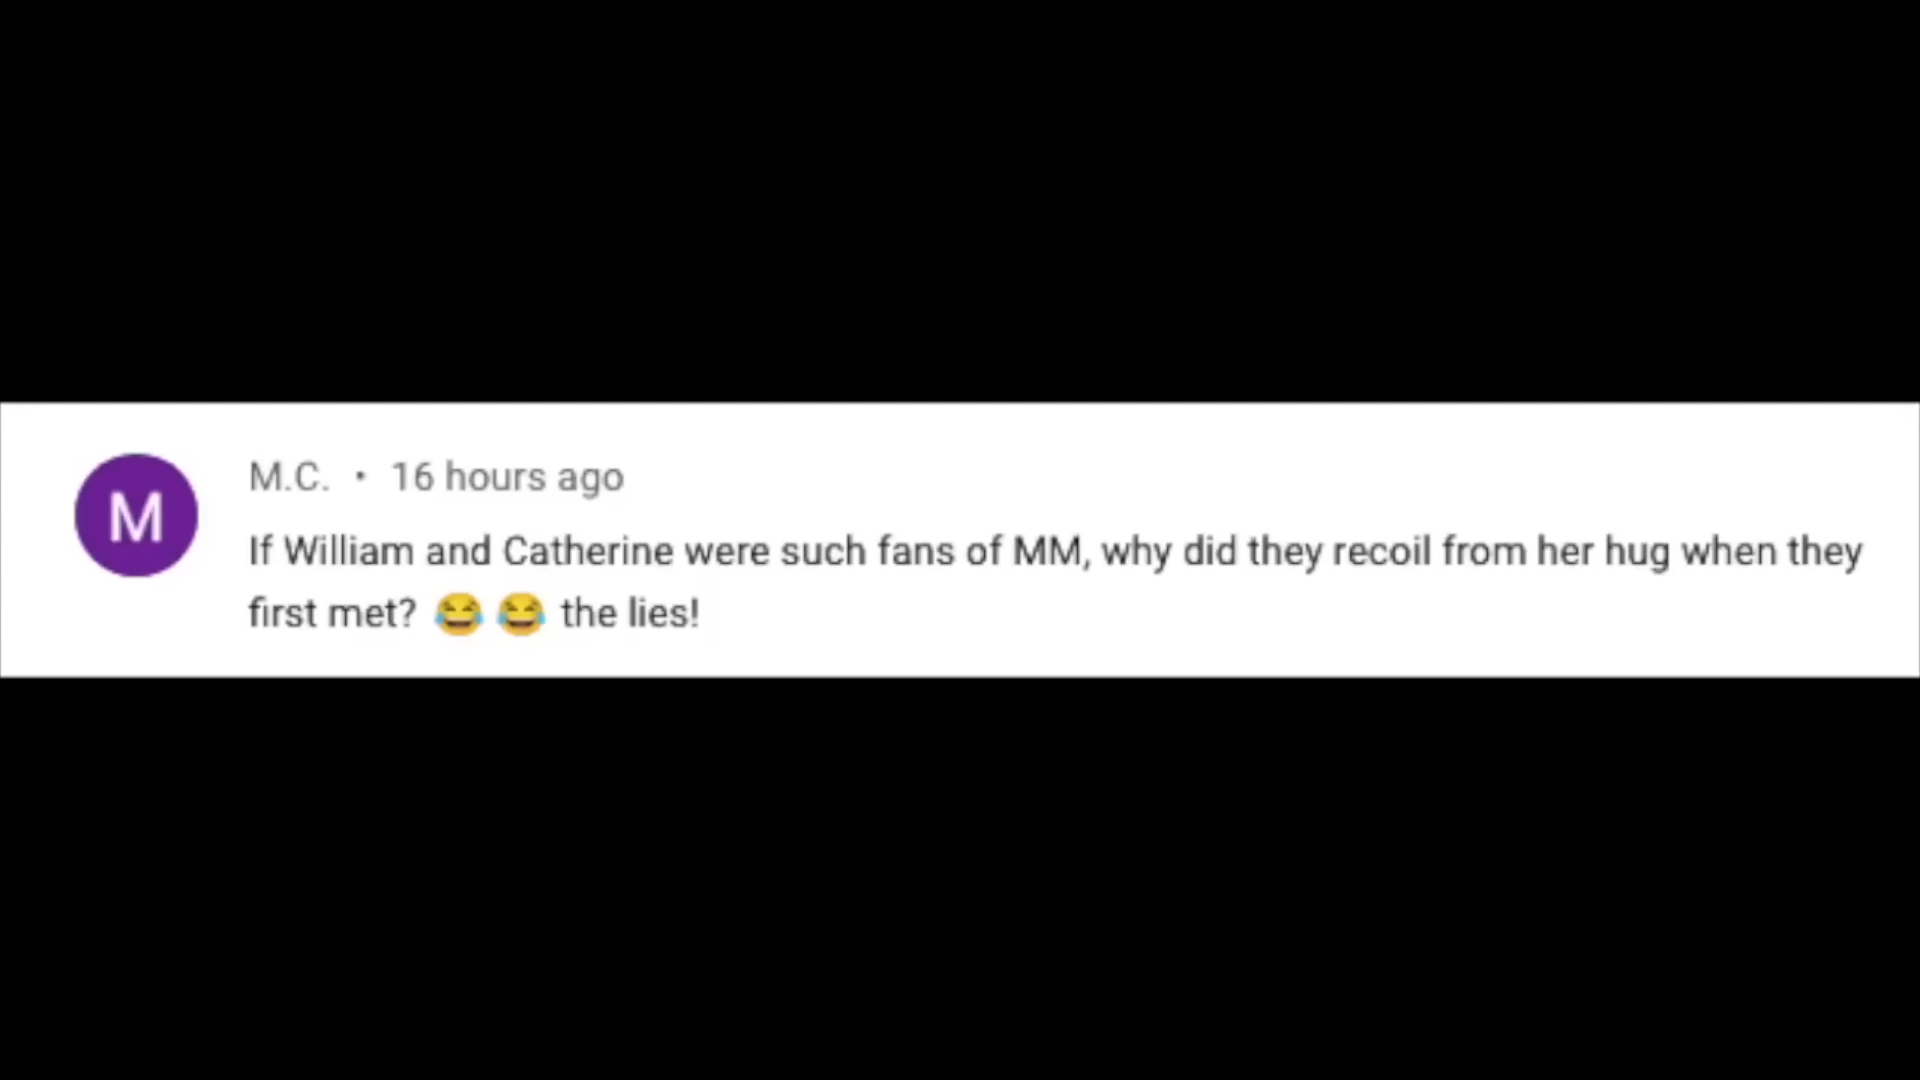 M
M.C. • 16 hours ago
If William and Catherine were such fans of MM, why did they recoil from her hug when they
first met? 😂 😂 the lies!